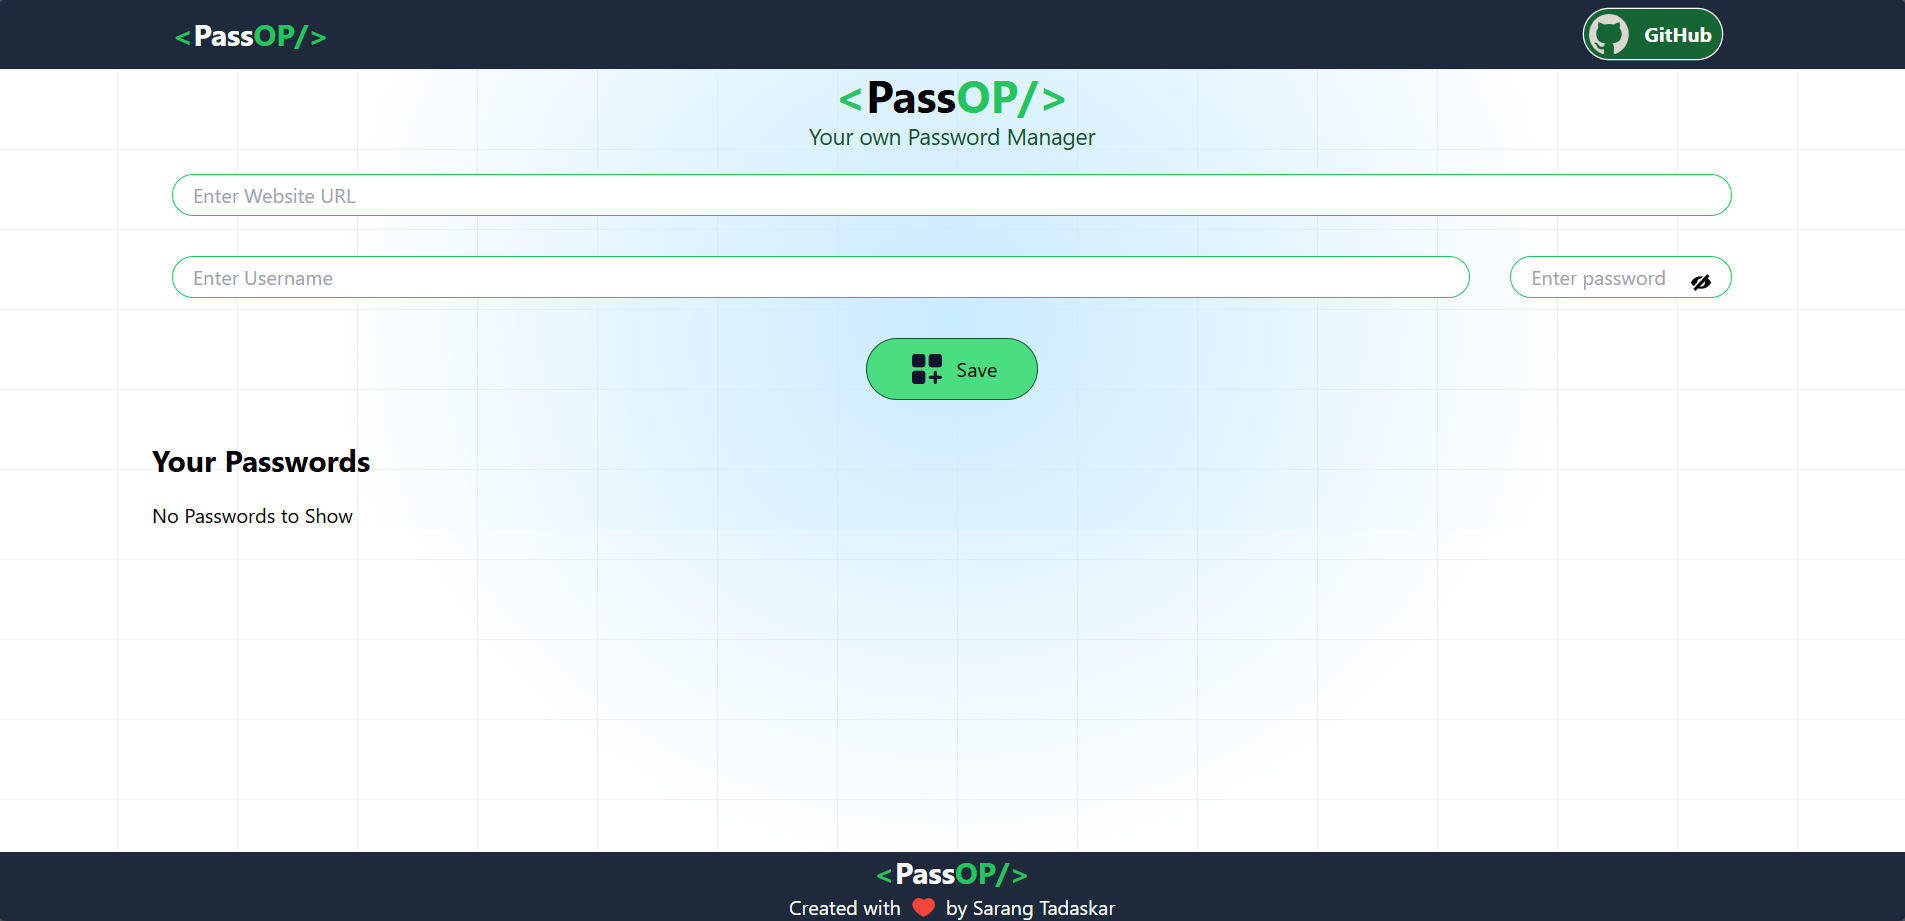 <PassOP/>
GitHub
<PassOP/>
Your own Password Manager
Enter Website URL
Enter Username
Enter password
Save
Your Passwords
No Passwords to Show
<PassOP/>
Created with ❤️ by Sarang Tadaskar